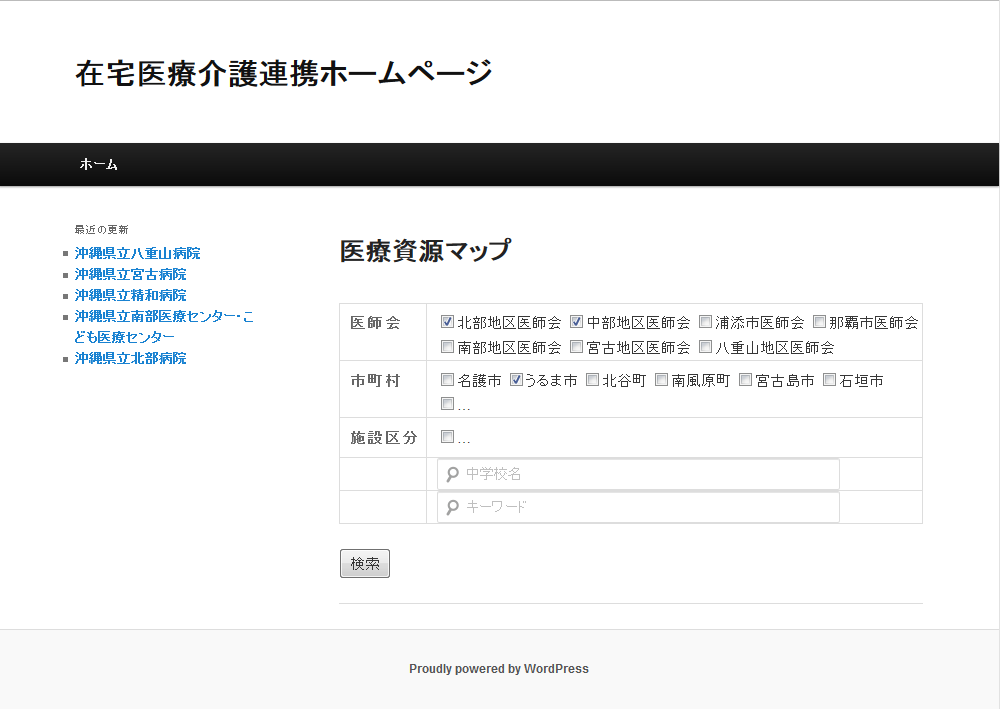 在宅医療介護連携ホームページ
ホーム
最近の更新
沖縄県立八重山病院
沖縄県立宮古病院
沖縄県立精和病院
沖縄県立南部医療センター・こ
ども医療センター
沖縄県立北部病院
医療資源マップ
医師会 北部地区医師会 中部地区医師会 浦添市医師会 那覇市医師会
南部地区医師会 宮古地区医師会 八重山地区医師会
市町村 名護市 うるま市 北谷町 南風原町 宮古島市 石垣市
...
施設区分 ...
中学校名
キーワード
検索
Proudly powered by WordPress